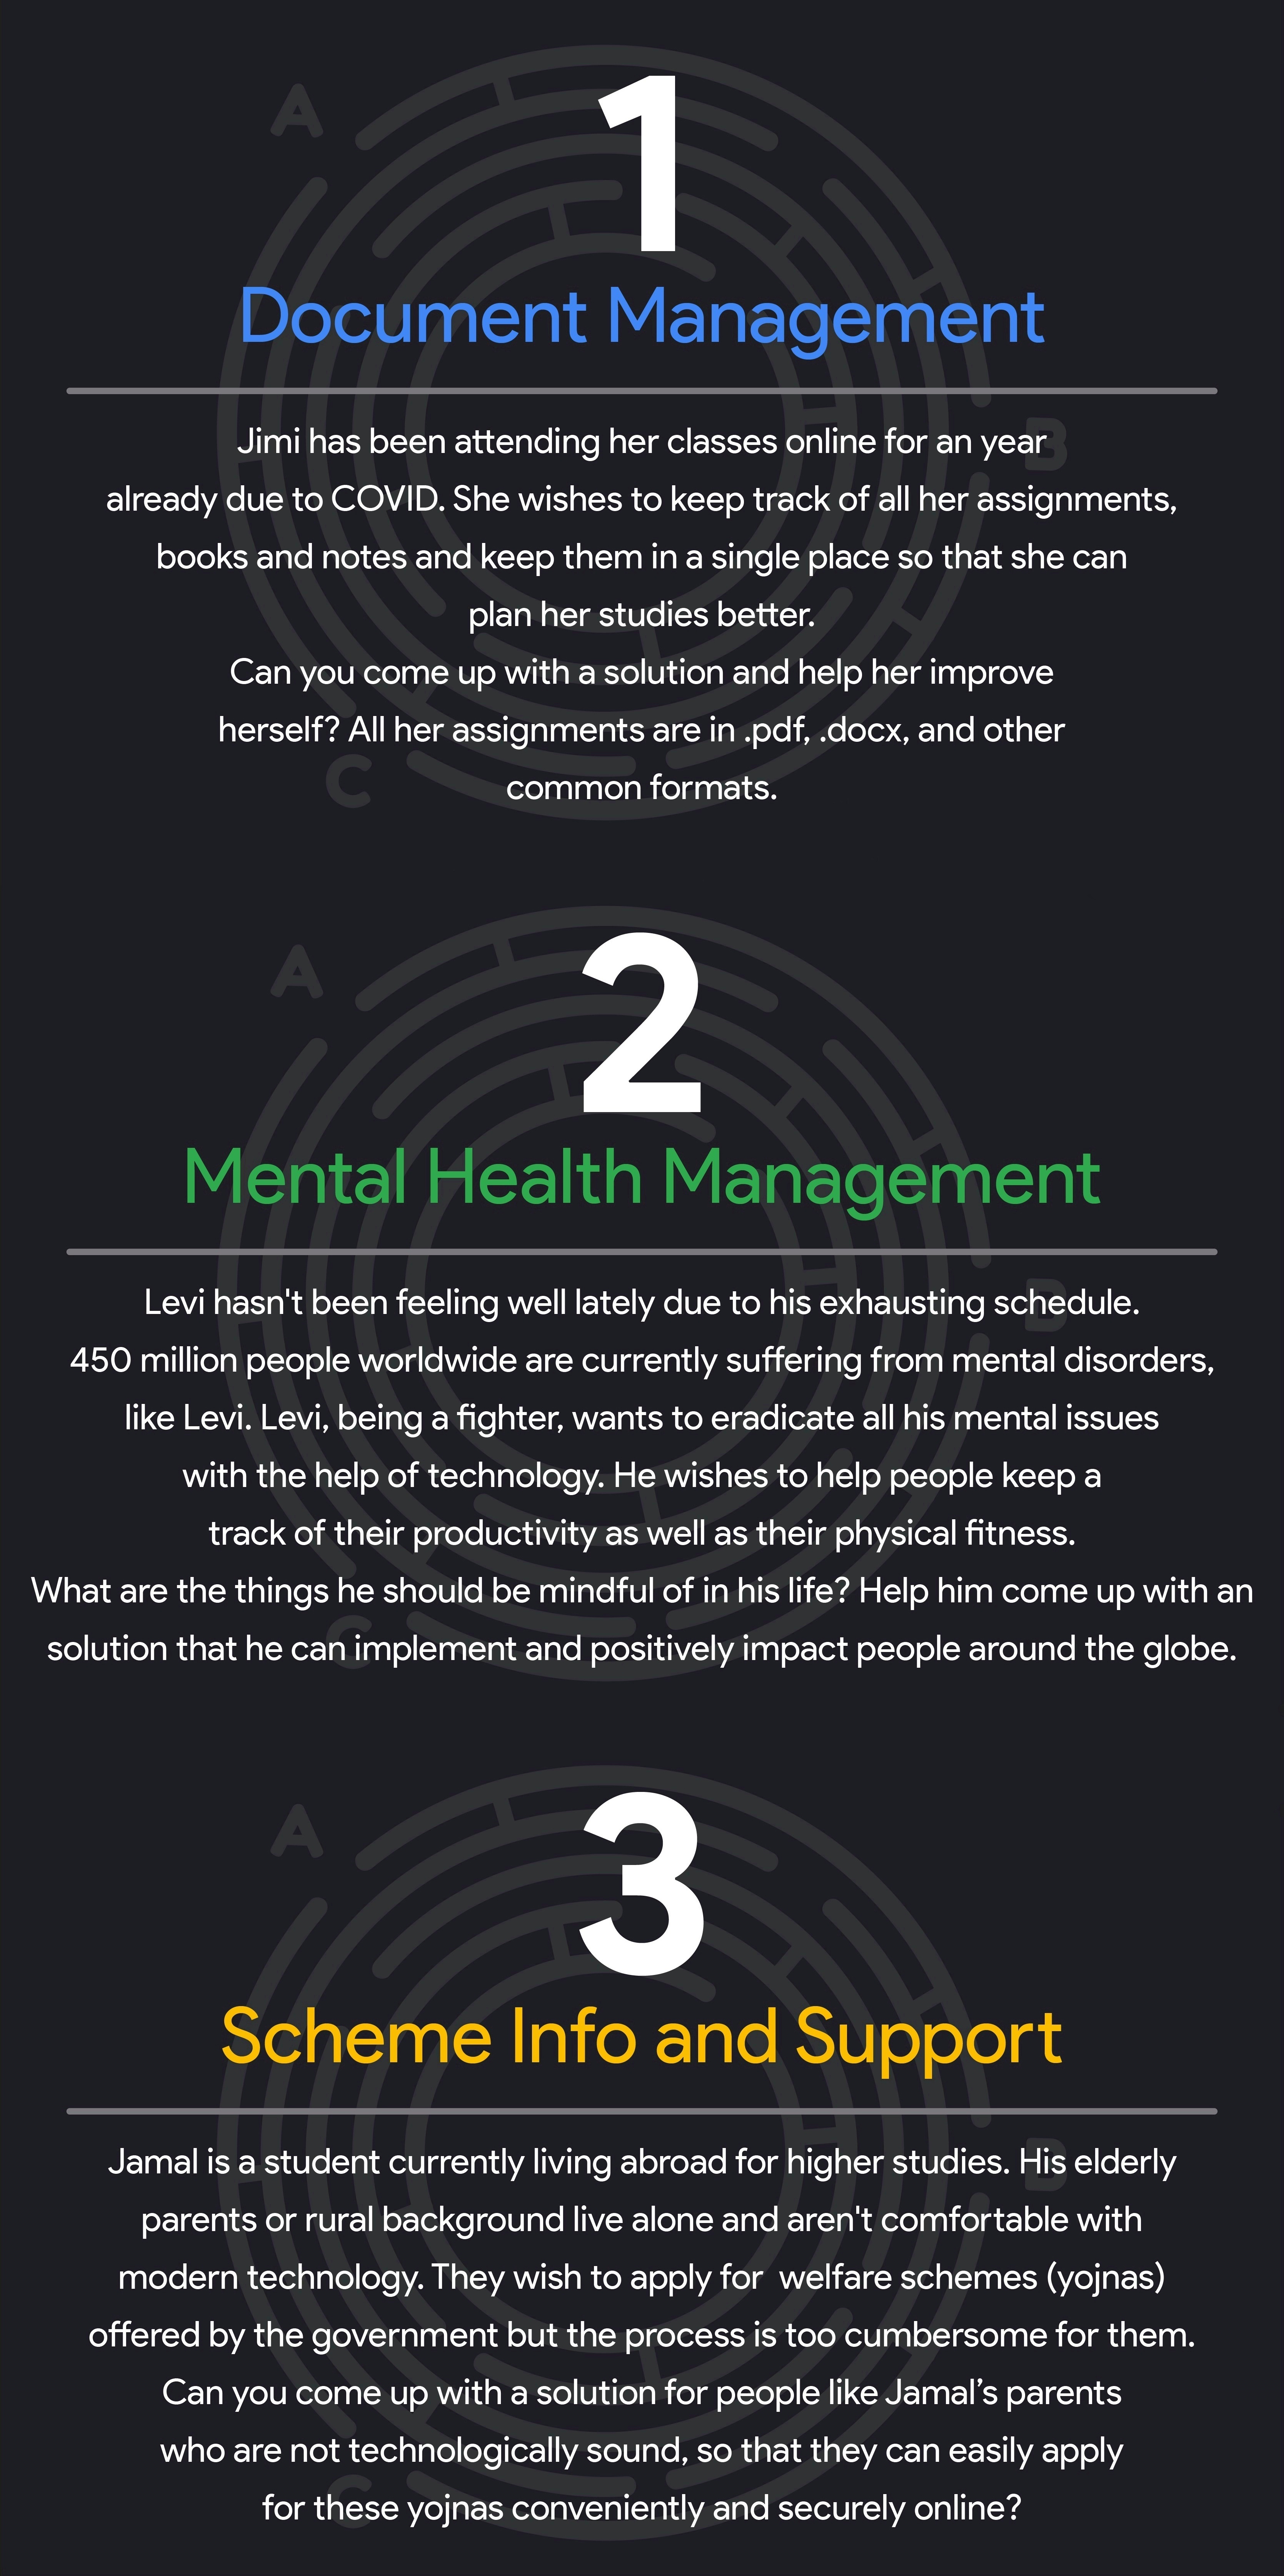 A
1
Document Management
B
Jimi has been attending her classes online for an year
already due to COVID. She wishes to keep track of all her assignments,
books and notes and keep them in a single place so that she can
plan her studies better.
Can you come up with a solution and help her improve
herself? All her assignments are in .pdf, .docx, and other
C
common formats.
A
2
Mental Health Management
B
Levi hasn't been feeling well lately due to his exhausting schedule.
450 million people worldwide are currently suffering from mental disorders,
like Levi. Levi, being a fighter, wants to eradicate all his mental issues
with the help of technology. He wishes to help people keep a
track of their productivity as well as their physical fitness.
What are the things he should be mindful of in his life? Help him come up with an
C
solution that he can implement and positively impact people around the globe.
A
3
Scheme Info and Support
B
Jamal is a student currently living abroad for higher studies. His elderly
parents or rural background live alone and aren't comfortable with
modern technology. They wish to apply for  welfare schemes (yojnas)
offered by the government but the process is too cumbersome for them.
Can you come up with a solution for people like Jamal’s parents
who are not technologically sound, so that they can easily apply
C
for these yojnas conveniently and securely online?